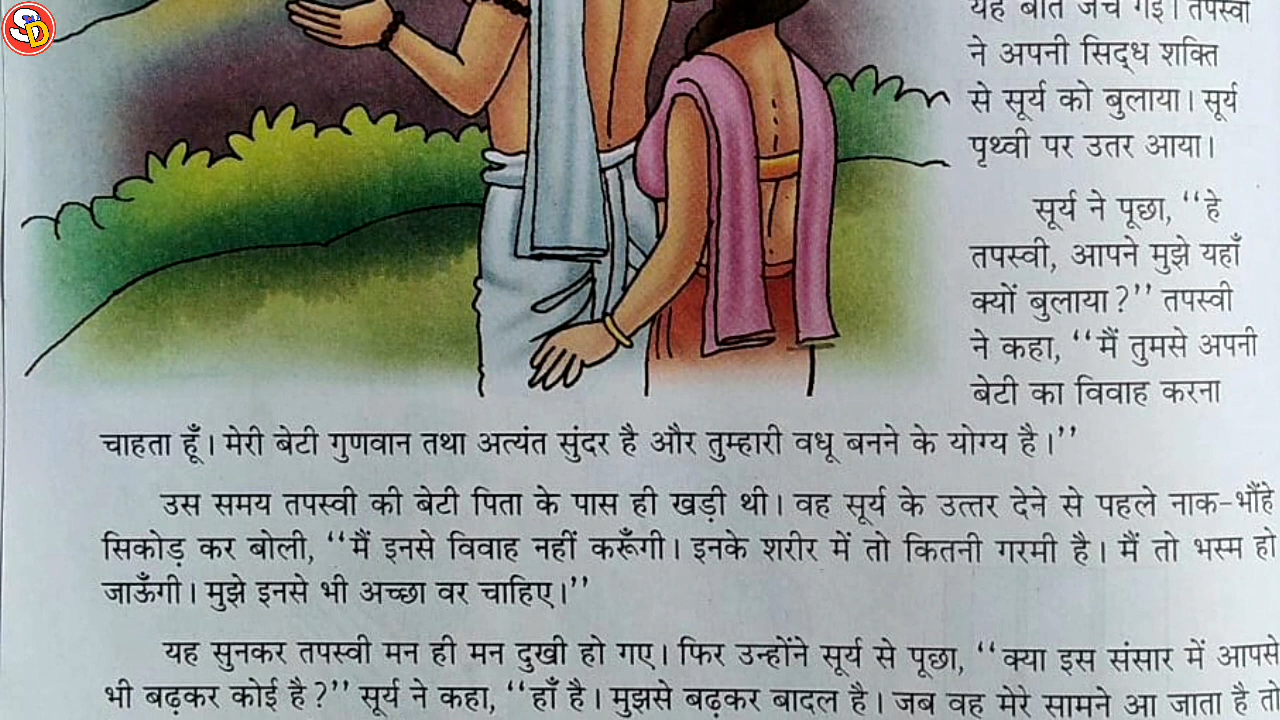 SD
यह बात जँच गई। तपस्वी
ने अपनी सिद्ध शक्ति
से सूर्य को बुलाया। सूर्य
पृथ्वी पर उतर आया।
सूर्य ने पूछा, ‘‘हे
तपस्वी, आपने मुझे यहाँ
क्यों बुलाया?’’ तपस्वी
ने कहा, ‘‘मैं तुमसे अपनी
बेटी का विवाह करना
चाहता हूँ। मेरी बेटी गुणवान तथा अत्यंत सुंदर है और तुम्हारी वधू बनने के योग्य है।’’
उस समय तपस्वी की बेटी पिता के पास ही खड़ी थी। वह सूर्य के उत्तर देने से पहले नाक-भौंहे
सिकोड़ कर बोली, ‘‘मैं इनसे विवाह नहीं करूँगी। इनके शरीर में तो कितनी गरमी है। मैं तो भस्म हो
जाऊँगी। मुझे इनसे भी अच्छा वर चाहिए।’’
यह सुनकर तपस्वी मन ही मन दुखी हो गए। फिर उन्होंने सूर्य से पूछा, ‘‘क्या इस संसार में आपसे
भी बढ़कर कोई है?’’ सूर्य ने कहा, ‘‘हाँ है। मुझसे बढ़कर बादल है। जब वह मेरे सामने आ जाता है तो